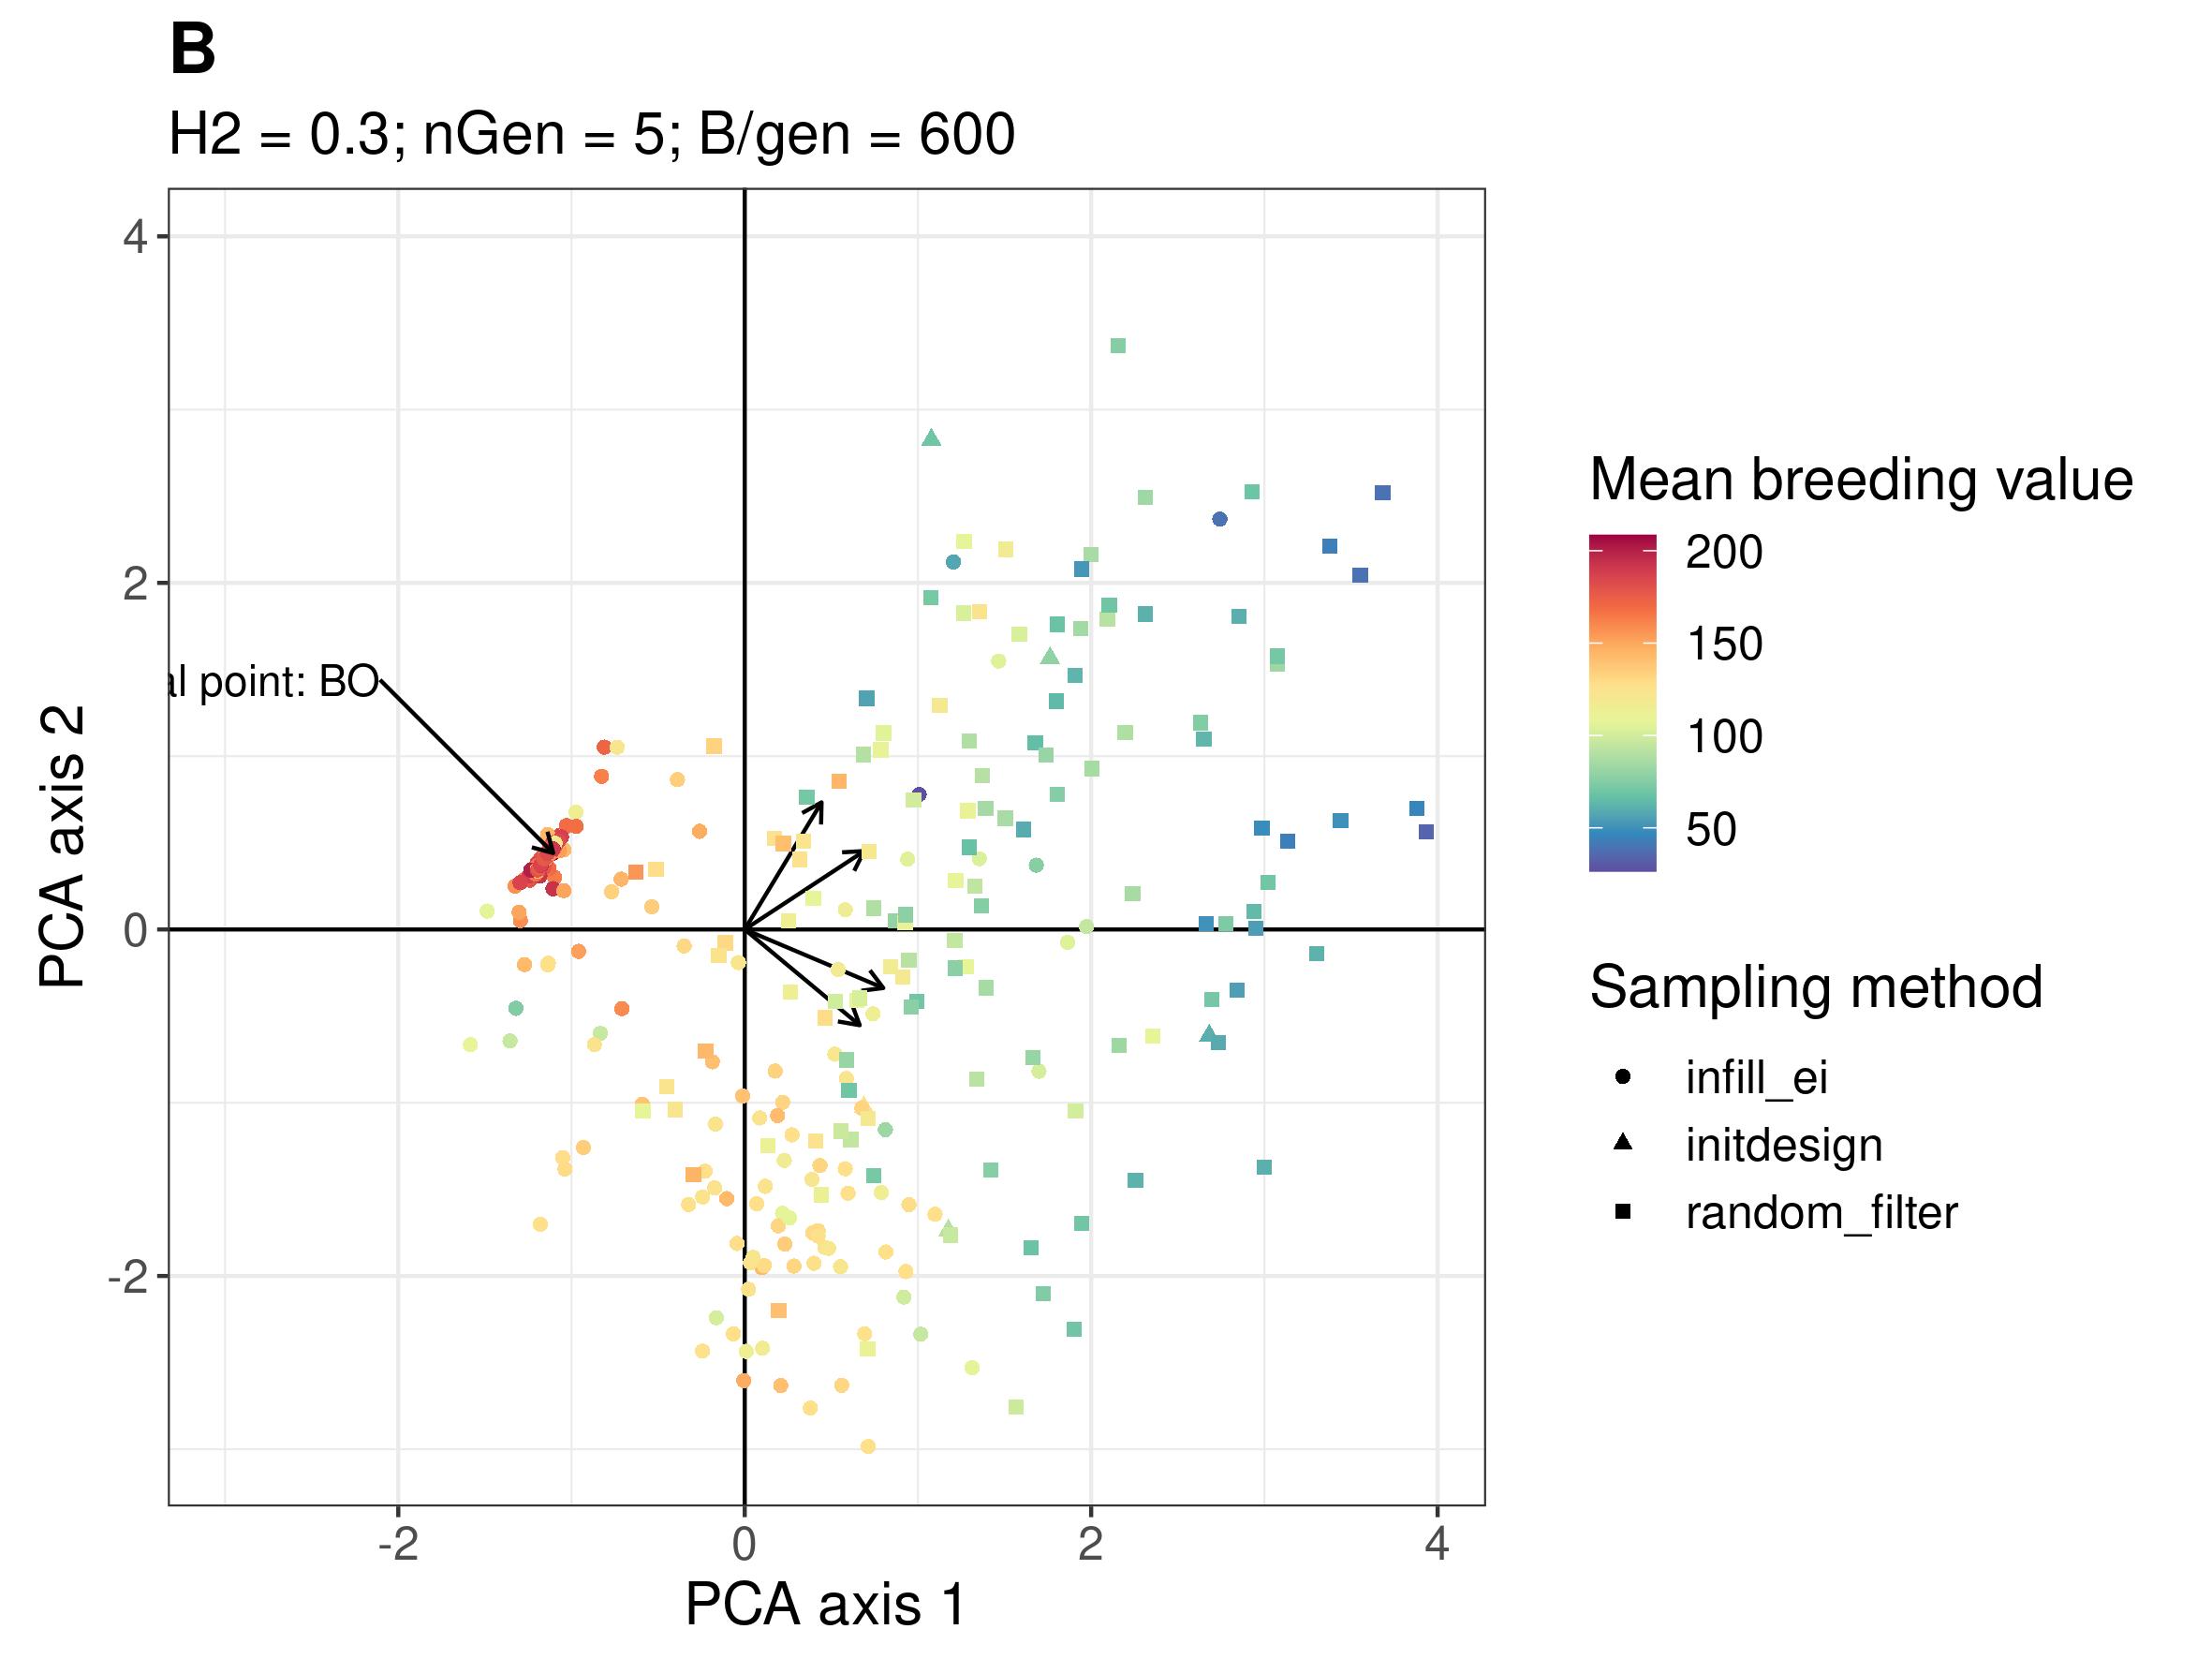 B
H2 = 0.3; nGen = 5; B/gen = 600
4
2
0
-2
-2
0
2
4
PCA axis 2
PCA axis 1
al point: BO
Mean breeding value
200
150
100
50
Sampling method
infill_ei
initdesign
random_filter